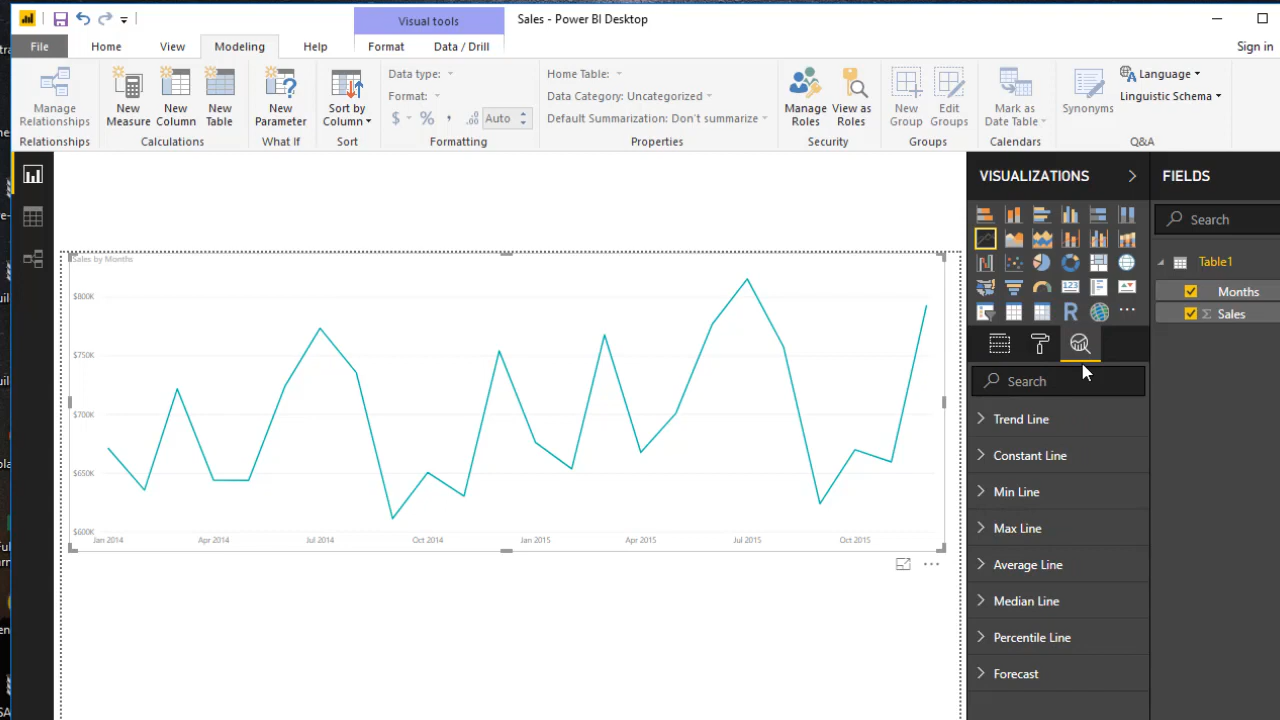 Visual tools
Sales - Power BI Desktop
File Home View Modeling Help Format Data / Drill Sign in
Manage Relationships
New Measure
New Column
New Table
New Parameter
Sort by Column
Data type:
Format:
$ % , .00 Auto
Home Table:
Data Category: Uncategorized
Default Summarization: Don't summarize
Manage Roles
View as Roles
New Group
Edit Groups
Mark as Date Table
Synonyms
Language
Linguistic Schema
Relationships Calculations What If Sort Formatting Properties Security Groups Calendars Q&A
VISUALIZATIONS
FIELDS
Search
Table1
Months
Σ Sales
123
R
Search
Trend Line
Constant Line
Min Line
Max Line
Average Line
Median Line
Percentile Line
Forecast
Sales by Months
$800K
$750K
$700K
$650K
$600K
Jan 2014 Apr 2014 Jul 2014 Oct 2014 Jan 2015 Apr 2015 Jul 2015 Oct 2015